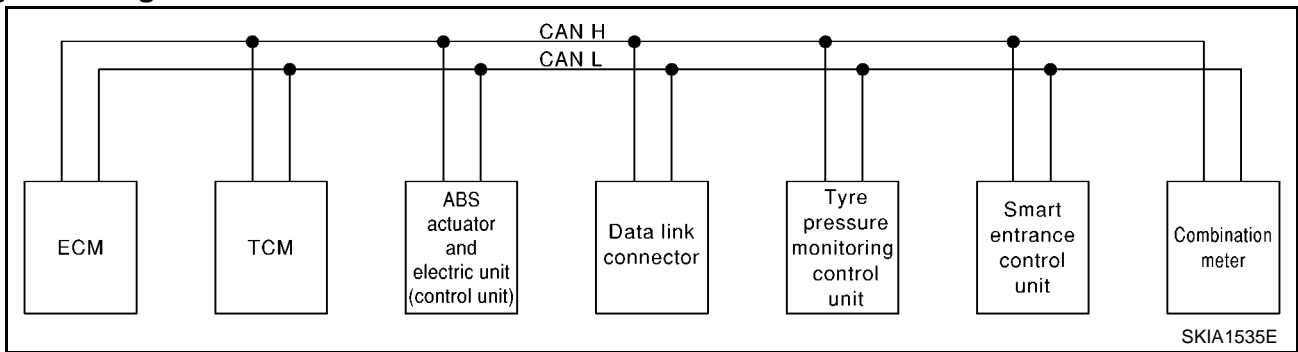 CAN H
CAN L
ECM
TCM
ABS
actuator
and
electric unit
(control unit)
Data link
connector
Tyre
pressure
monitoring
control
unit
Smart
entrance
control
unit
Combination
meter
SKIA1535E